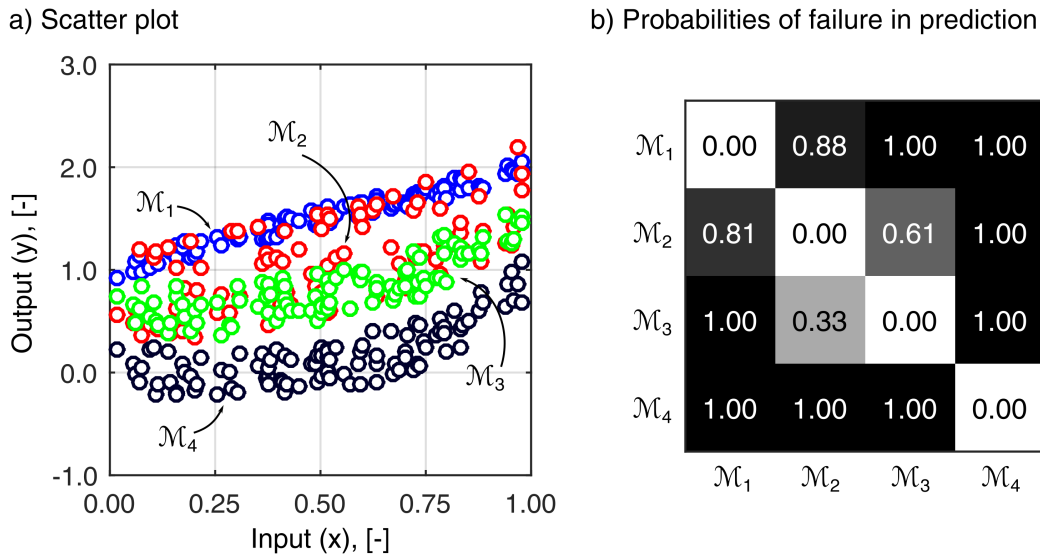 a) Scatter plot
b) Probabilities of failure in prediction
3.0
2.0
1.0
0.0
-1.0
Output (y), [-]
ℳ1
ℳ2
ℳ3
ℳ4
0.00 0.25 0.50 0.75 1.00
Input (x), [-]
ℳ1 0.00 0.88 1.00 1.00
ℳ2 0.81 0.00 0.61 1.00
ℳ3 1.00 0.33 0.00 1.00
ℳ4 1.00 1.00 1.00 0.00
ℳ1 ℳ2 ℳ3 ℳ4